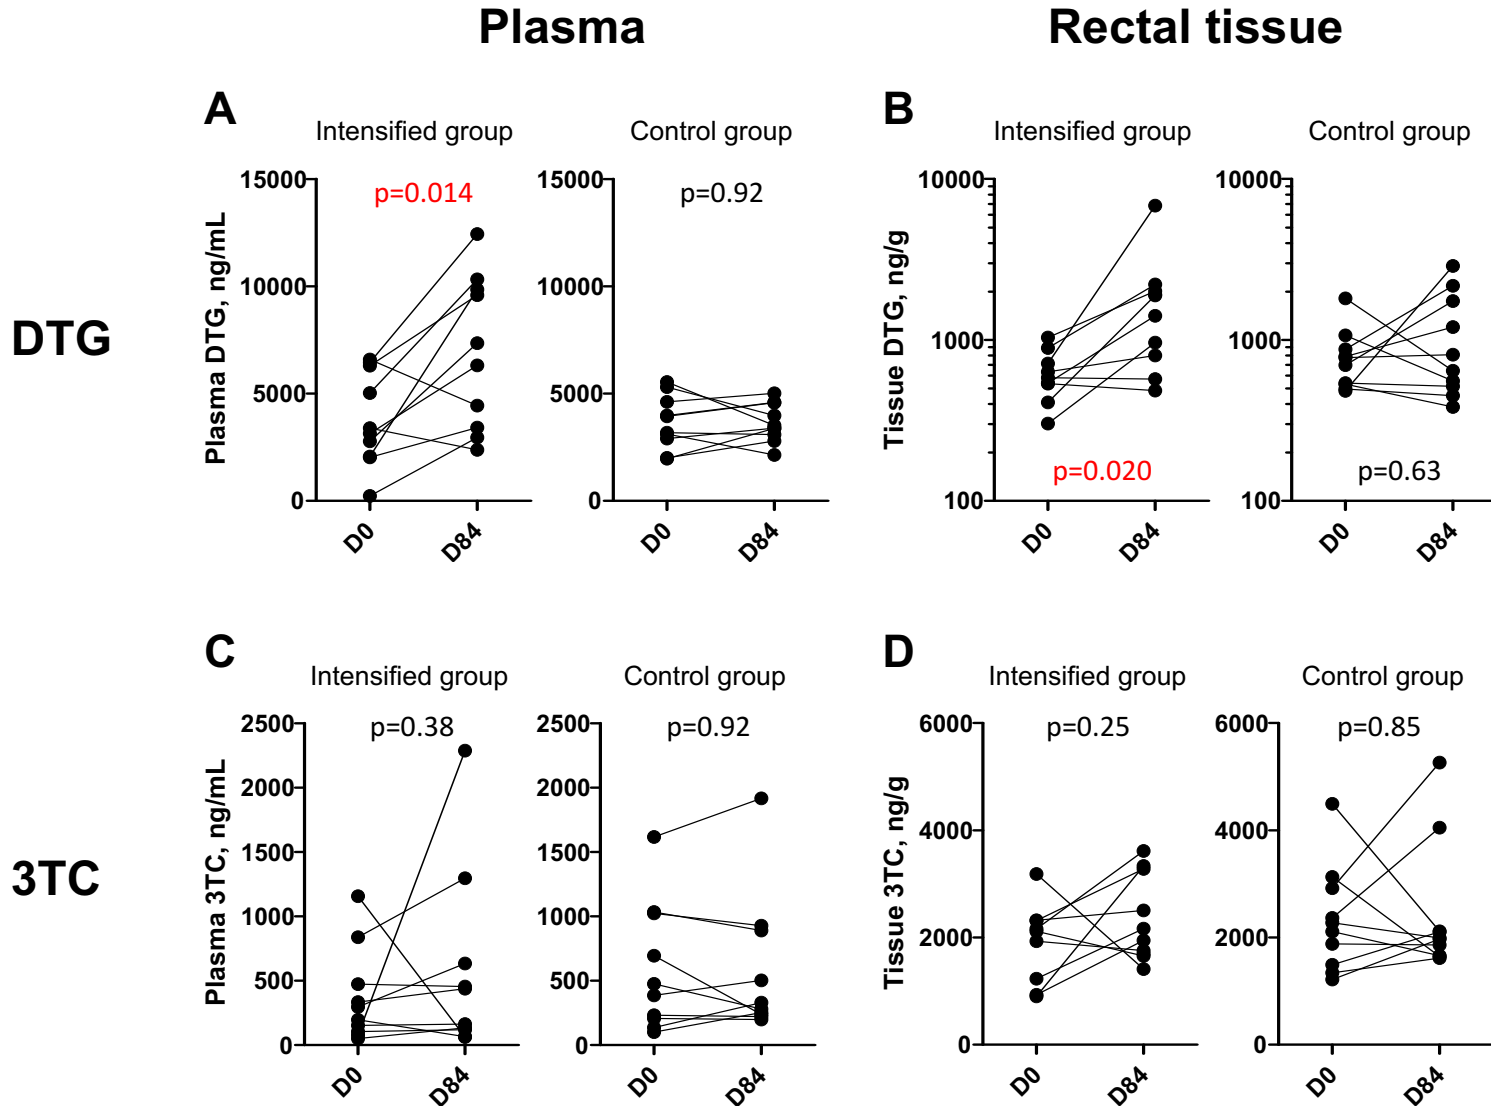 Plasma
Rectal tissue
DTG
A
Intensified group
Control group
p=0.014
p=0.92
Plasma DTG, ng/mL
15000
10000
5000
0
D0
D84
15000
10000
5000
0
D0
D84
B
Intensified group
Control group
p=0.020
p=0.63
Tissue DTG, ng/g
10000
1000
100
D0
D84
10000
1000
100
D0
D84
3TC
C
Intensified group
Control group
p=0.38
p=0.92
Plasma 3TC, ng/mL
2500
2000
1500
1000
500
0
D0
D84
2500
2000
1500
1000
500
0
D0
D84
D
Intensified group
Control group
p=0.25
p=0.85
Tissue 3TC, ng/g
6000
4000
2000
0
D0
D84
6000
4000
2000
0
D0
D84